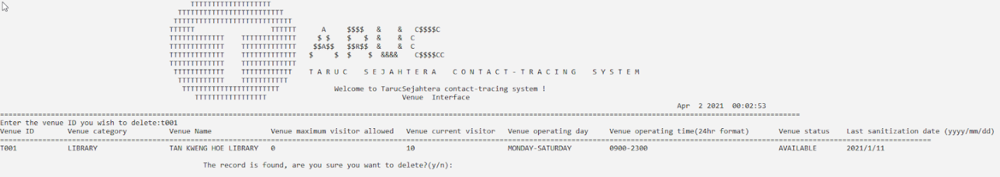 TTTTTTTTTTTTTTTTTTT
TTTTTTTTTTTTTTTTTTTTTTTTT
TTTTTTTTTTTTTTTTTTTTTTTTTTTT
TTTTTT                  TTTTTT      A     $$$$   &    &   C$$$$C
TTTTTTTTTTTTT    TTTTTTTTTTTTT     $ $    $   $  &    &  C
TTTTTTTTTTTTT    TTTTTTTTTTTTT    $$A$$   $$R$$  &    &  C
TTTTTTTTTTTTT    TTTTTTTTTTTTT   $     $  $    $  &&&&    C$$$$CC
TTTTTTTTTTTTT    TTTTTTTTTTTTT
TTTTTTTTTTTT    TTTTTTTTTTTT    T A R U C    S E J A H T E R A    C O N T A C T - T R A C I N G    S Y S T E M
TTTTTTTTTTT    TTTTTTTTTTT
TTTTTTTTTTTTTTTTTTTTTTT             Welcome to TarucSejahtera contact-tracing system !
TTTTTTTTTTTTTTTTT                                Venue  Interface
Apr  2 2021  00:02:53
Enter the venue ID you wish to delete:t001
Venue ID        Venue category          Venue Name              Venue maximum visitor allowed   Venue current visitor   Venue operating day     Venue operating time(24hr format)       Venue status    Last sanitization date (yyyy/mm/dd)
T001            LIBRARY                 TAN KWENG HOE LIBRARY   0                               10                      MONDAY-SATURDAY         0900-2300                               AVAILABLE       2021/1/11
The record is found, are you sure you want to delete?(y/n):